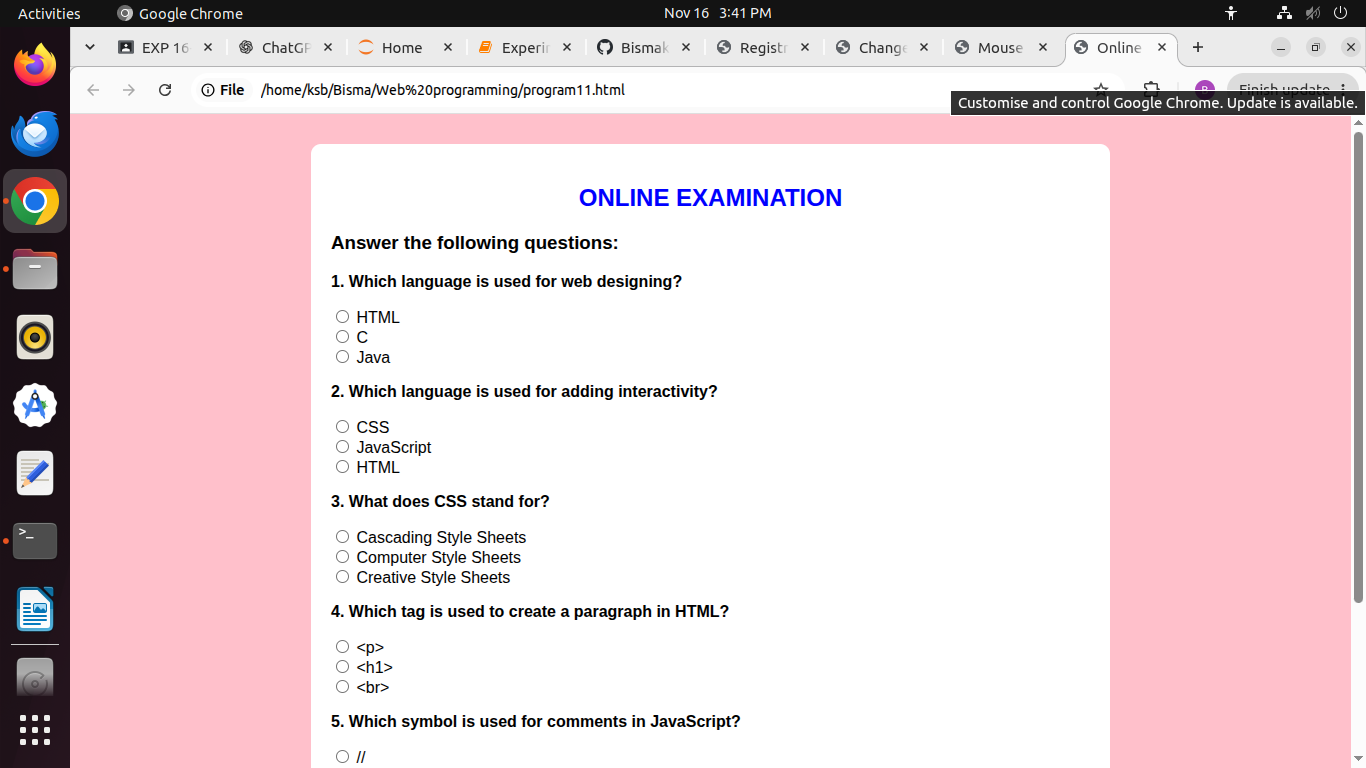 Activities Google Chrome Nov 16 3:41 PM
EXP 16 ChatGP Home Experin Bismak Registr Change Mouse Online
File /home/ksb/Bisma/Web%20programming/program11.html
Customise and control Google Chrome. Update is available.
ONLINE EXAMINATION
Answer the following questions:
1. Which language is used for web designing?
HTML
C
Java
2. Which language is used for adding interactivity?
CSS
JavaScript
HTML
3. What does CSS stand for?
Cascading Style Sheets
Computer Style Sheets
Creative Style Sheets
4. Which tag is used to create a paragraph in HTML?
<p>
<h1>
<br>
5. Which symbol is used for comments in JavaScript?
//